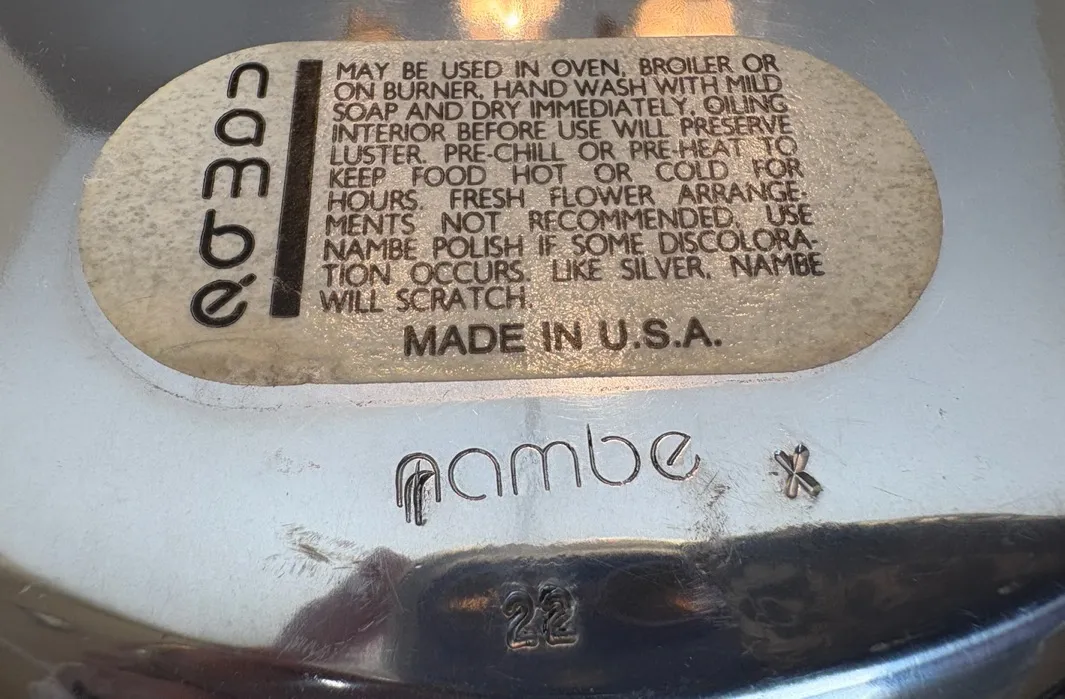 nambé
MAY BE USED IN OVEN, BROILER OR
ON BURNER, HAND WASH WITH MILD
SOAP AND DRY IMMEDIATELY, OILING
INTERIOR BEFORE USE WILL PRESERVE
LUSTER. PRE-CHILL OR PRE-HEAT TO
KEEP FOOD HOT OR COLD FOR
HOURS. FRESH FLOWER ARRANGE-
MENTS NOT RECOMMENDED. USE
NAMBE POLISH IF SOME DISCOLORA-
TION OCCURS. LIKE SILVER, NAMBE
WILL SCRATCH.
MADE IN U.S.A.
nambe X
22